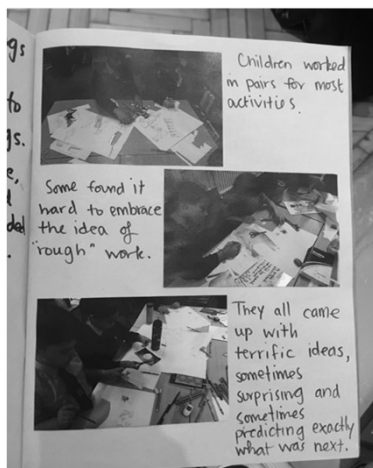 gs
to
gs.
e,
ded
.
Children worked
in pairs for most
activities.
Some found it
hard to embrace
the idea of
"rough" work.
They all came
up with
terrific ideas,
sometimes
surprising and
sometimes
predicting exactly
what was next.